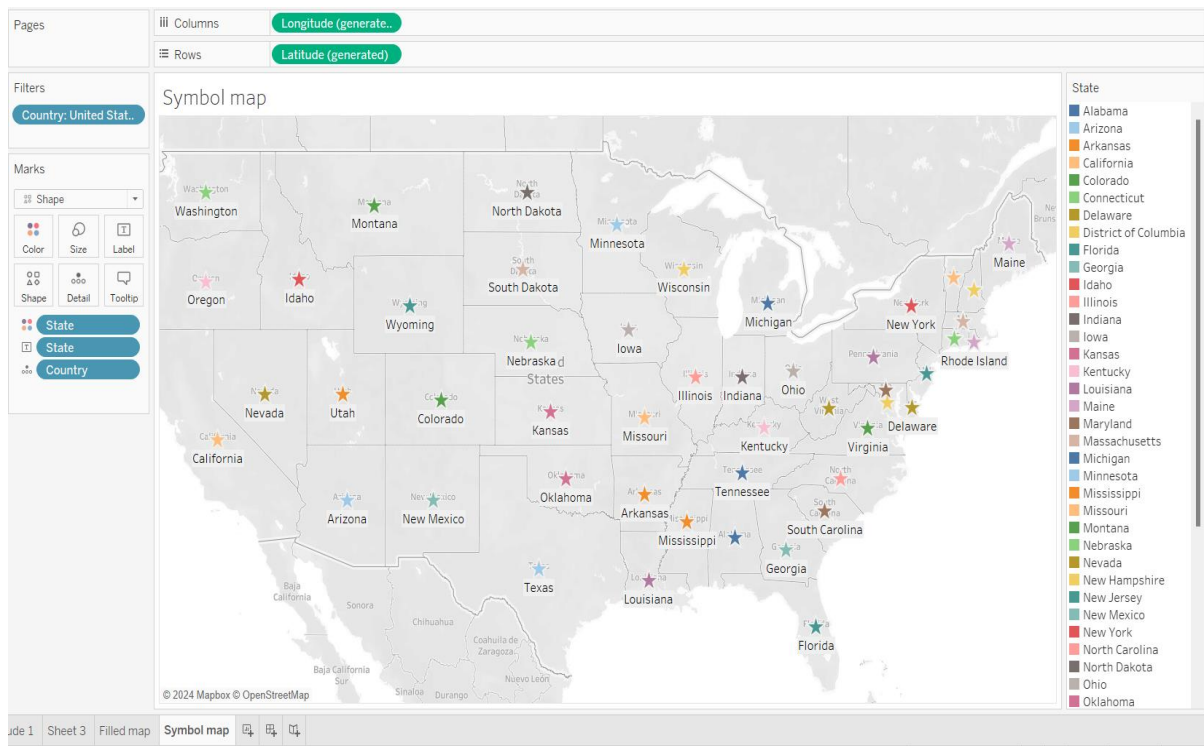 Pages
Columns
Longitude (generate..
Rows
Latitude (generated)
Filters
Country: United Stat..
Marks
Shape
Color
Size
Label
Shape
Detail
Tooltip
State
State
Country
Symbol map
Washington
Montana
North Dakota
Minnesota
Maine
Oregon
Idaho
South Dakota
Wisconsin
Wyoming
Michigan
New York
Iowa
Nebraska
States
Rhode Island
Nevada
Utah
Colorado
Kansas
Illinois
Indiana
Ohio
Missouri
Kentucky
Virginia
Delaware
California
Oklahoma
Tennessee
Arizona
New Mexico
Arkansas
South Carolina
Mississippi
Georgia
Texas
Louisiana
Florida
Baja
California
Sonora
Chihuahua
Coahuila de
Zaragoza
Baja California
Sur
Sinaloa
Durango
Nuevo León
© 2024 Mapbox © OpenStreetMap
State
Alabama
Arizona
Arkansas
California
Colorado
Connecticut
Delaware
District of Columbia
Florida
Georgia
Idaho
Illinois
Indiana
Iowa
Kansas
Kentucky
Louisiana
Maine
Maryland
Massachusetts
Michigan
Minnesota
Mississippi
Missouri
Montana
Nebraska
Nevada
New Hampshire
New Jersey
New Mexico
New York
North Carolina
North Dakota
Ohio
Oklahoma
ude 1
Sheet 3
Filled map
Symbol map